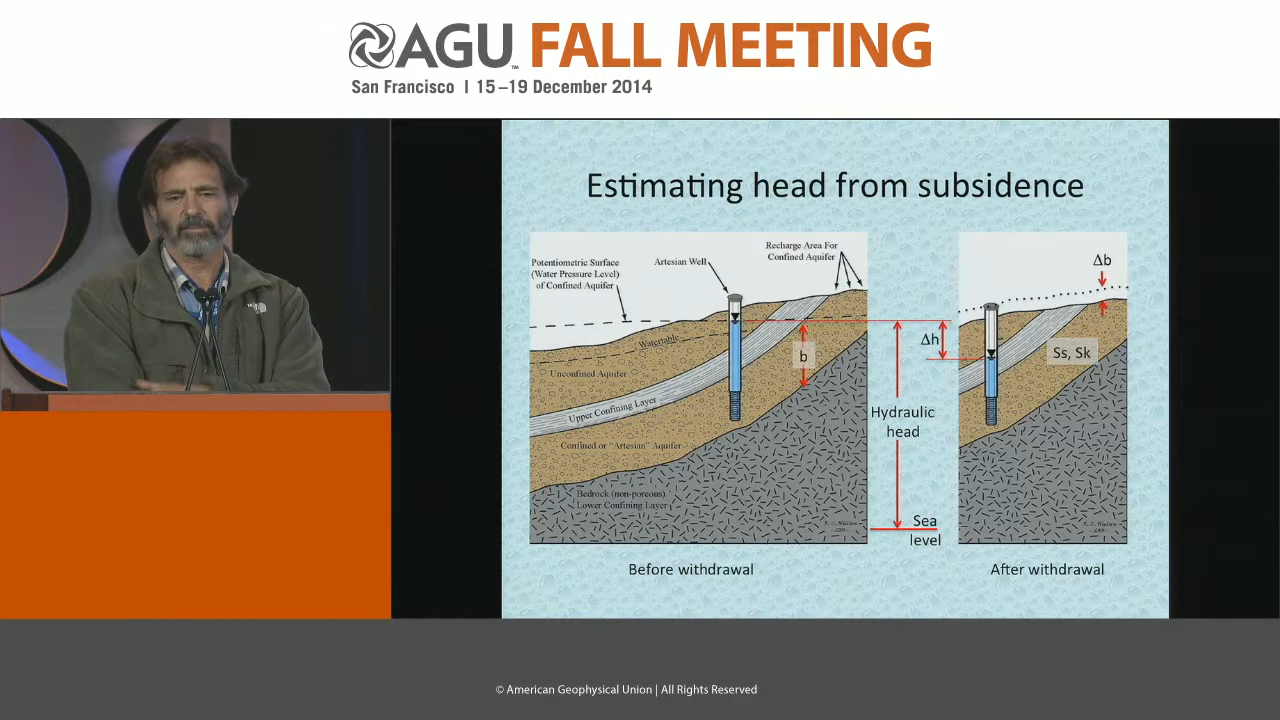 AGU™ FALL MEETING
San Francisco | 15–19 December 2014
Estimating head from subsidence
Potentiometric Surface
(Water Pressure Level)
of Confined Aquifer
Artesian Well
Recharge Area For
Confined Aquifer
Watertable
Unconfined Aquifer
Upper Confining Layer
Confined or "Artesian" Aquifer
Bedrock (non-porous)
Lower Confining Layer
b
Hydraulic
head
Sea
level
Δh
Δb
Ss, Sk
Before withdrawal
After withdrawal
© American Geophysical Union | All Rights Reserved